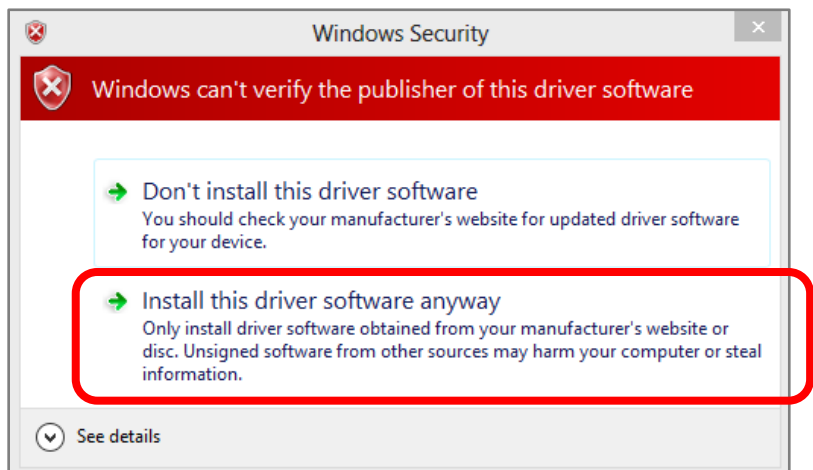 Windows Security
Windows can't verify the publisher of this driver software
Don't install this driver software
You should check your manufacturer's website for updated driver software
for your device.
Install this driver software anyway
Only install driver software obtained from your manufacturer's website or
disc. Unsigned software from other sources may harm your computer or steal
information.
See details